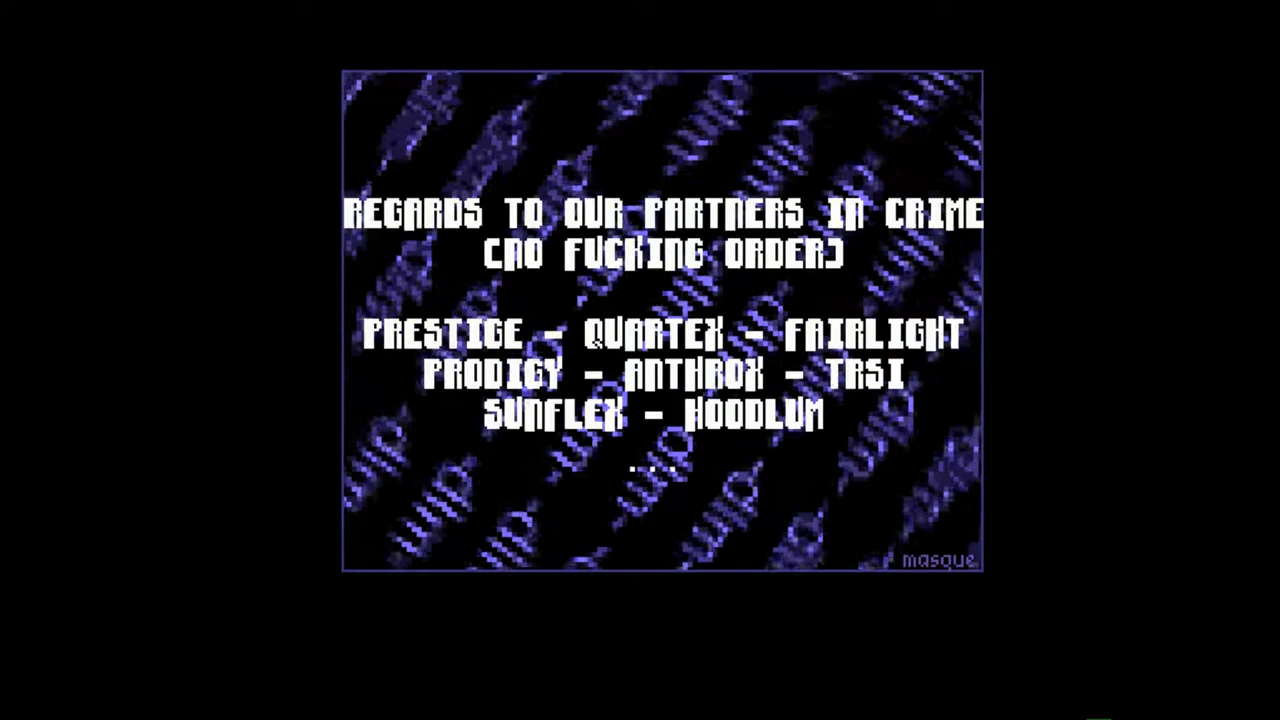 REGARDS TO OUR PARTNERS IN CRIME
(NO FUCKING ORDER)
PRESTIGE - QUARTEX - FAIRLIGHT
PRODIGY - ANTHROX - TRSI
SUNFLEX - HOODLUM
...
masque